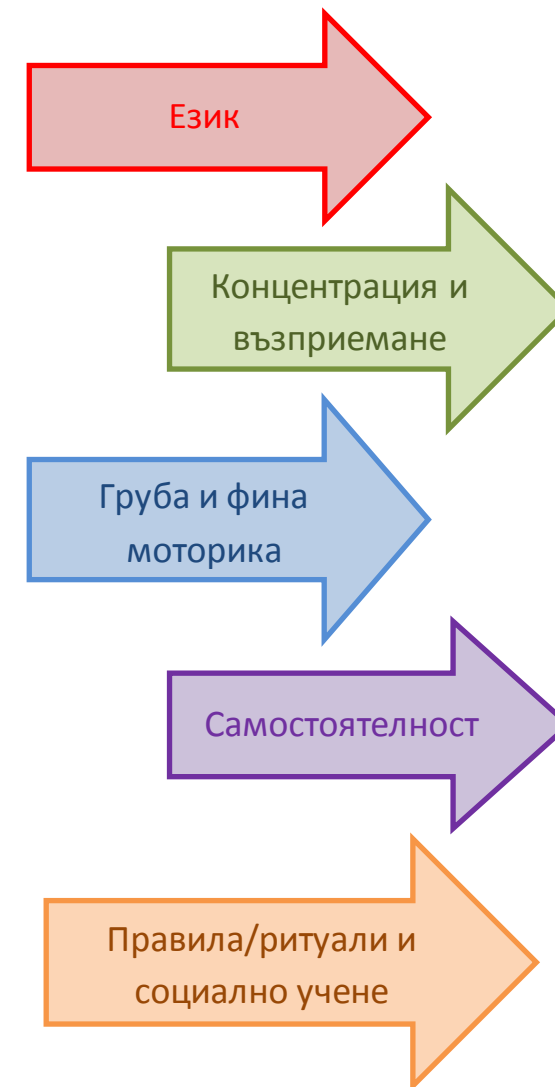 Език
Концентрация и
възприемане
Груба и фина
моторика
Самостоятелност
Правила/ритуали и
социално учене